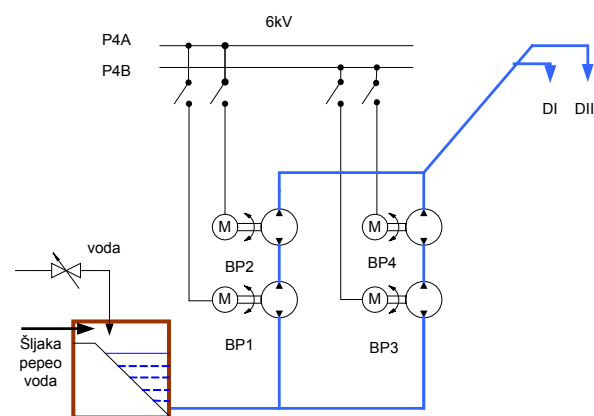 6kV
P4A
P4B
DI
DII
M
M
BP2
BP4
voda
M
M
Šljaka
pepeo
voda
BP1
BP3